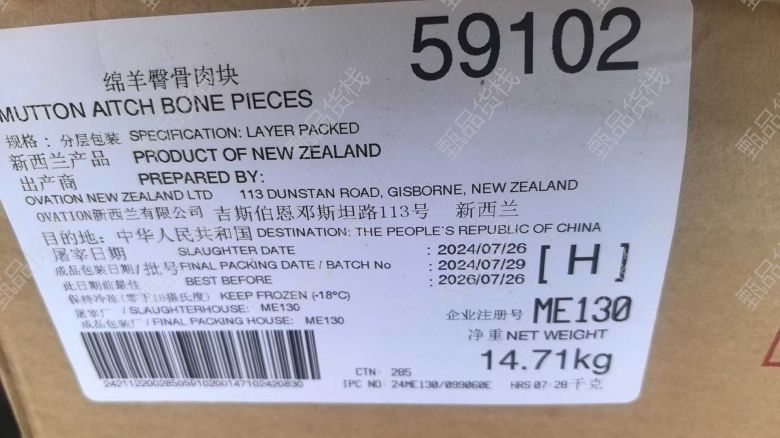 59102
绵羊臀骨肉块
MUTTON AITCH BONE PIECES
规格: 分层包装 SPECIFICATION: LAYER PACKED
新西兰产品 PRODUCT OF NEW ZEALAND
出产商 PREPARED BY:
OVATION NEW ZEALAND LTD 113 DUNSTAN ROAD, GISBORNE, NEW ZEALAND
OVATION新西兰有限公司 吉斯伯恩邓斯坦路113号 新西兰
目的地: 中华人民共和国 DESTINATION: THE PEOPLE'S REPUBLIC OF CHINA
屠宰日期 SLAUGHTER DATE : 2024/07/26
成品包装日期/批号 FINAL PACKING DATE / BATCH No : 2024/07/29
此日期前最佳 BEST BEFORE : 2026/07/26
[ H ]
保持冷冻(零下18摄氏度) KEEP FROZEN (-18°C)
屠宰厂 / SLAUGHTERHOUSE: ME130
成品包装厂 / FINAL PACKING HOUSE: ME130
企业注册号 ME130
净重 NET WEIGHT
14.71kg
千克
24211220028505910200147102420830
CTN: 285
IPC NO: 24ME130/099060E HRS 07:28
甄品货栈